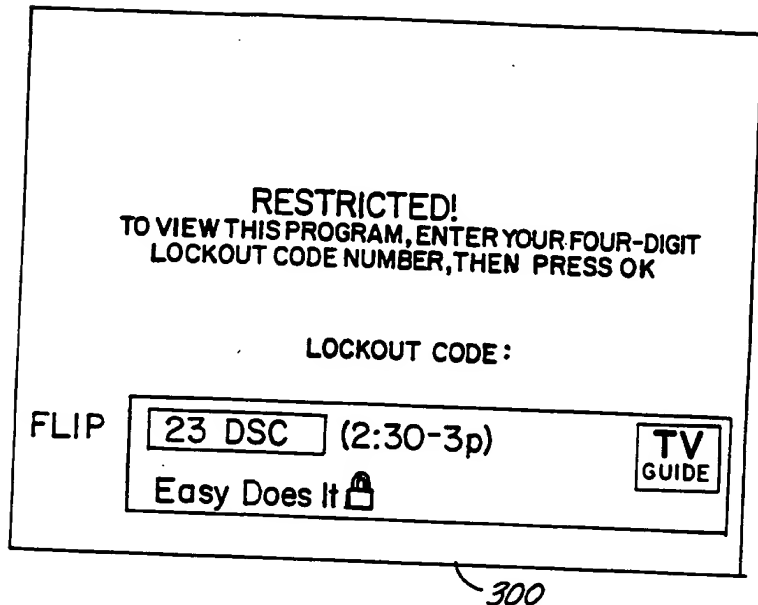 RESTRICTED!
TO VIEW THIS PROGRAM, ENTER YOUR FOUR-DIGIT
LOCKOUT CODE NUMBER, THEN PRESS OK
LOCKOUT CODE:
FLIP
23 DSC (2:30-3p)
TV
GUIDE
Easy Does It
300